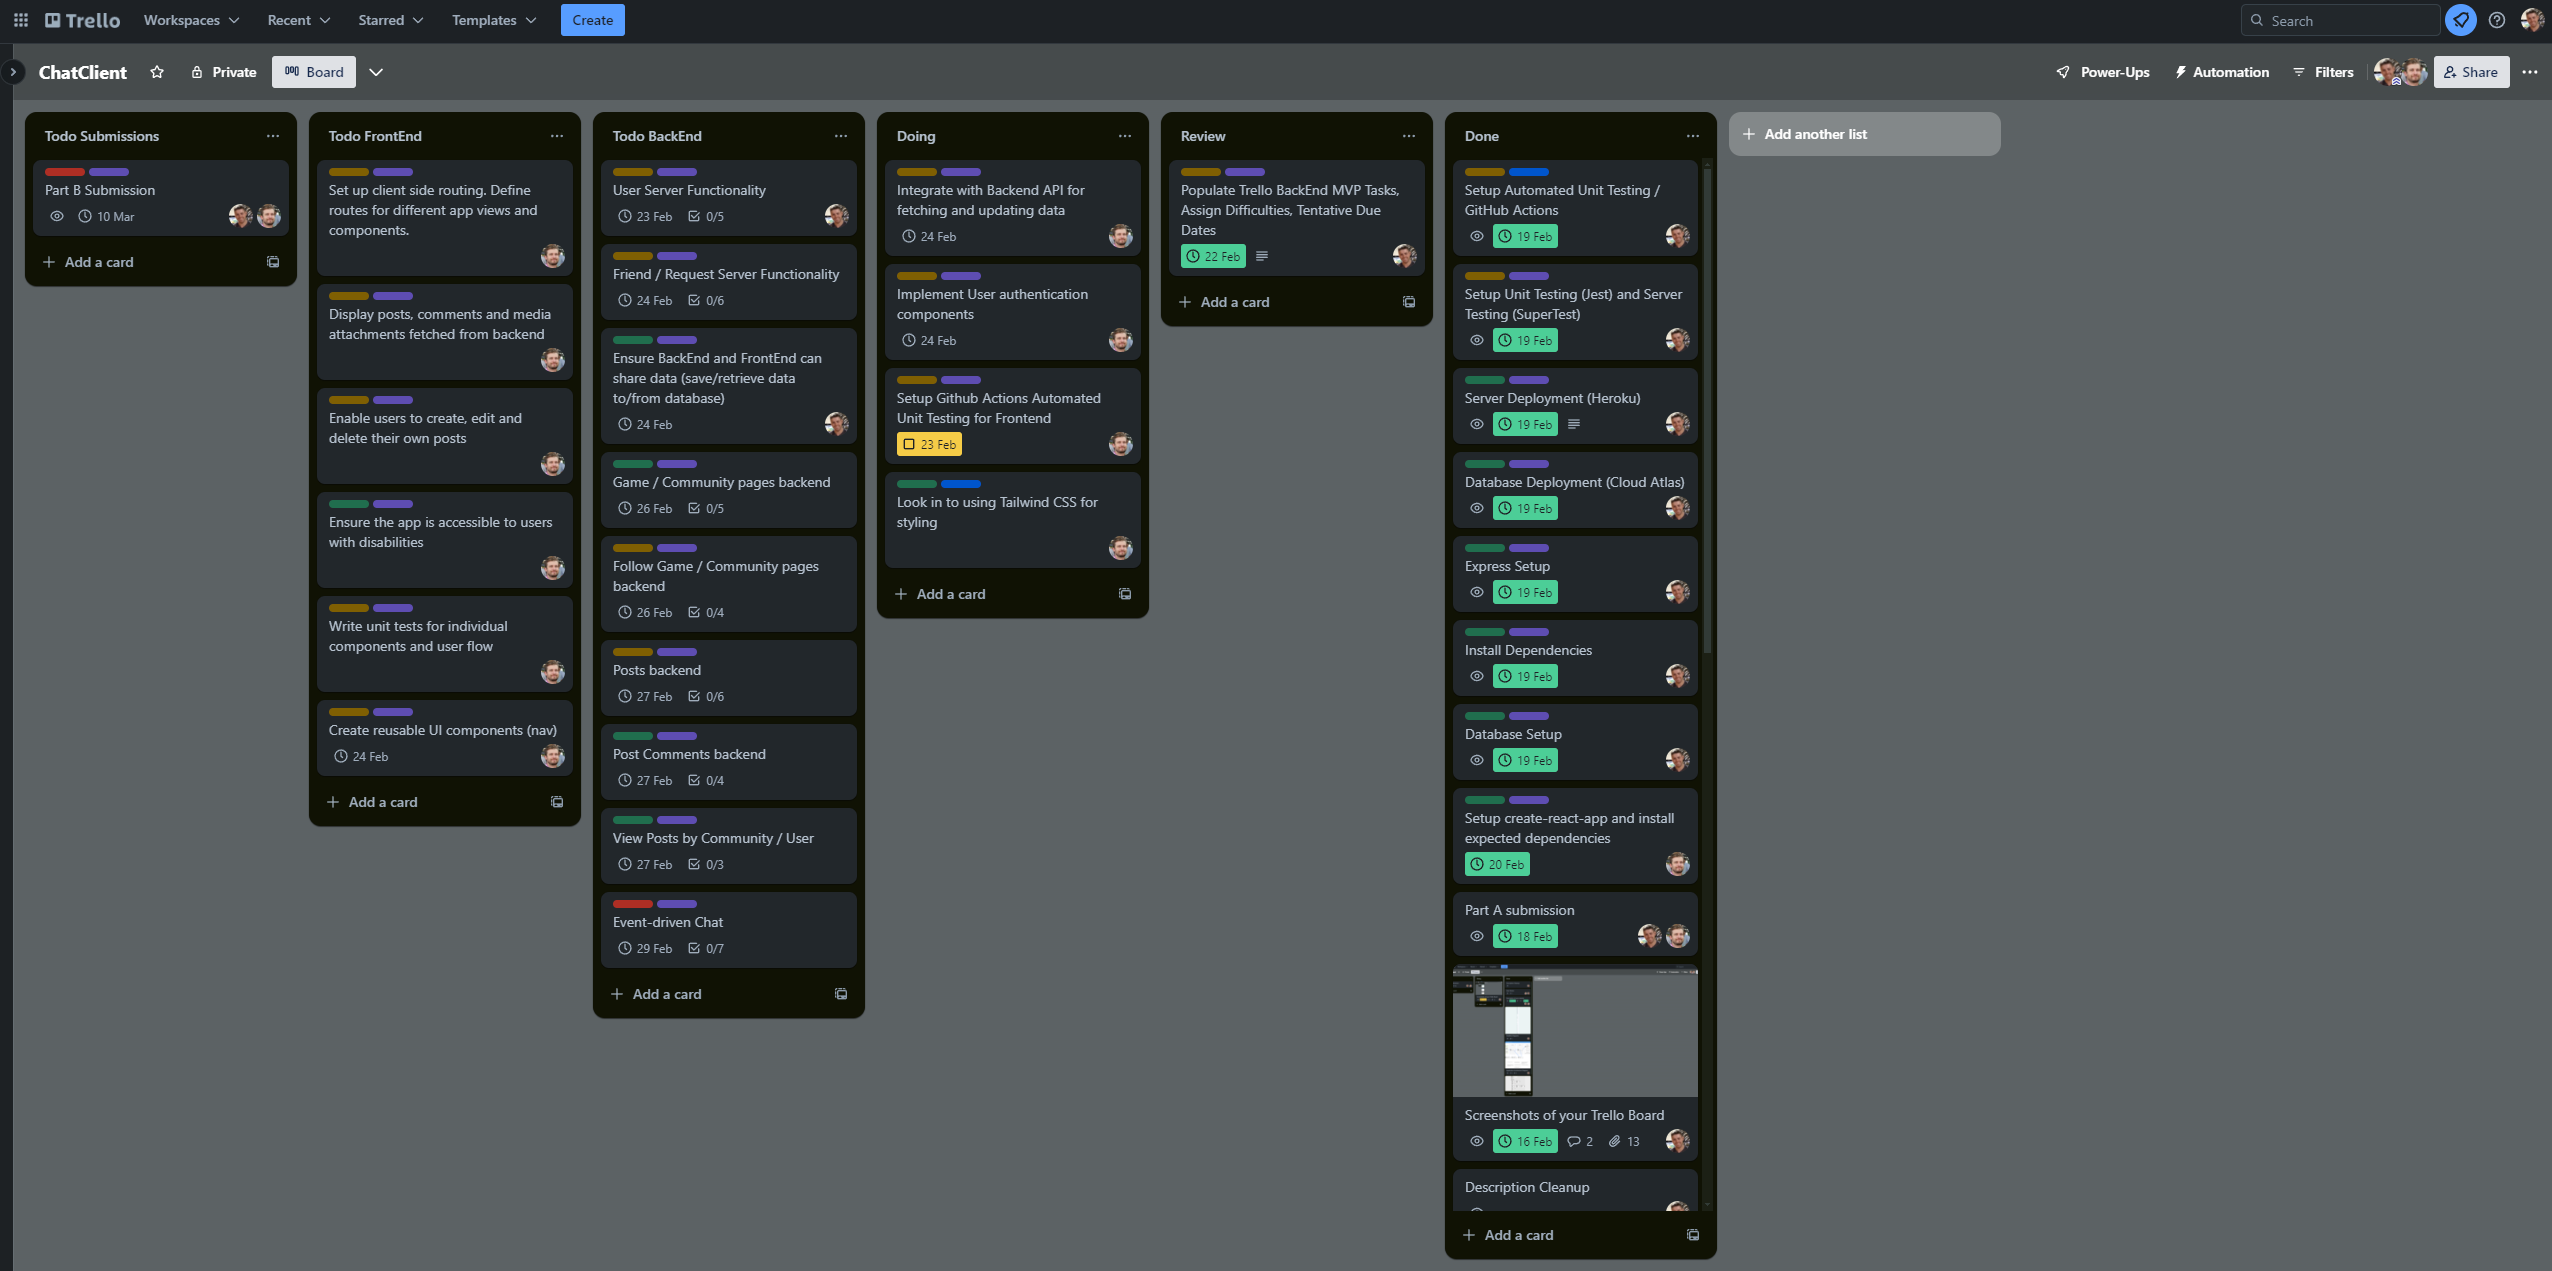 Trello
Workspaces
Recent
Starred
Templates
Create
Search
ChatClient
Private
Board
Power-Ups
Automation
Filters
Share
Todo Submissions
Part B Submission
10 Mar
Add a card
Todo FrontEnd
Set up client side routing. Define
routes for different app views and
components.
Display posts, comments and media
attachments fetched from backend
Enable users to create, edit and
delete their own posts
Ensure the app is accessible to users
with disabilities
Write unit tests for individual
components and user flow
Create reusable UI components (nav)
24 Feb
Add a card
Todo BackEnd
User Server Functionality
23 Feb 0/5
Friend / Request Server Functionality
24 Feb 0/6
Ensure BackEnd and FrontEnd can
share data (save/retrieve data
to/from database)
24 Feb
Game / Community pages backend
26 Feb 0/5
Follow Game / Community pages
backend
26 Feb 0/4
Posts backend
27 Feb 0/6
Post Comments backend
27 Feb 0/4
View Posts by Community / User
27 Feb 0/3
Event-driven Chat
29 Feb 0/7
Add a card
Doing
Integrate with Backend API for
fetching and updating data
24 Feb
Implement User authentication
components
24 Feb
Setup Github Actions Automated
Unit Testing for Frontend
23 Feb
Look in to using Tailwind CSS for
styling
Add a card
Review
Populate Trello BackEnd MVP Tasks,
Assign Difficulties, Tentative Due
Dates
22 Feb
Add a card
Done
Setup Automated Unit Testing /
GitHub Actions
19 Feb
Setup Unit Testing (Jest) and Server
Testing (SuperTest)
19 Feb
Server Deployment (Heroku)
19 Feb
Database Deployment (Cloud Atlas)
19 Feb
Express Setup
19 Feb
Install Dependencies
19 Feb
Database Setup
19 Feb
Setup create-react-app and install
expected dependencies
20 Feb
Part A submission
18 Feb
Screenshots of your Trello Board
16 Feb 2 13
Description Cleanup
Add a card
Add another list